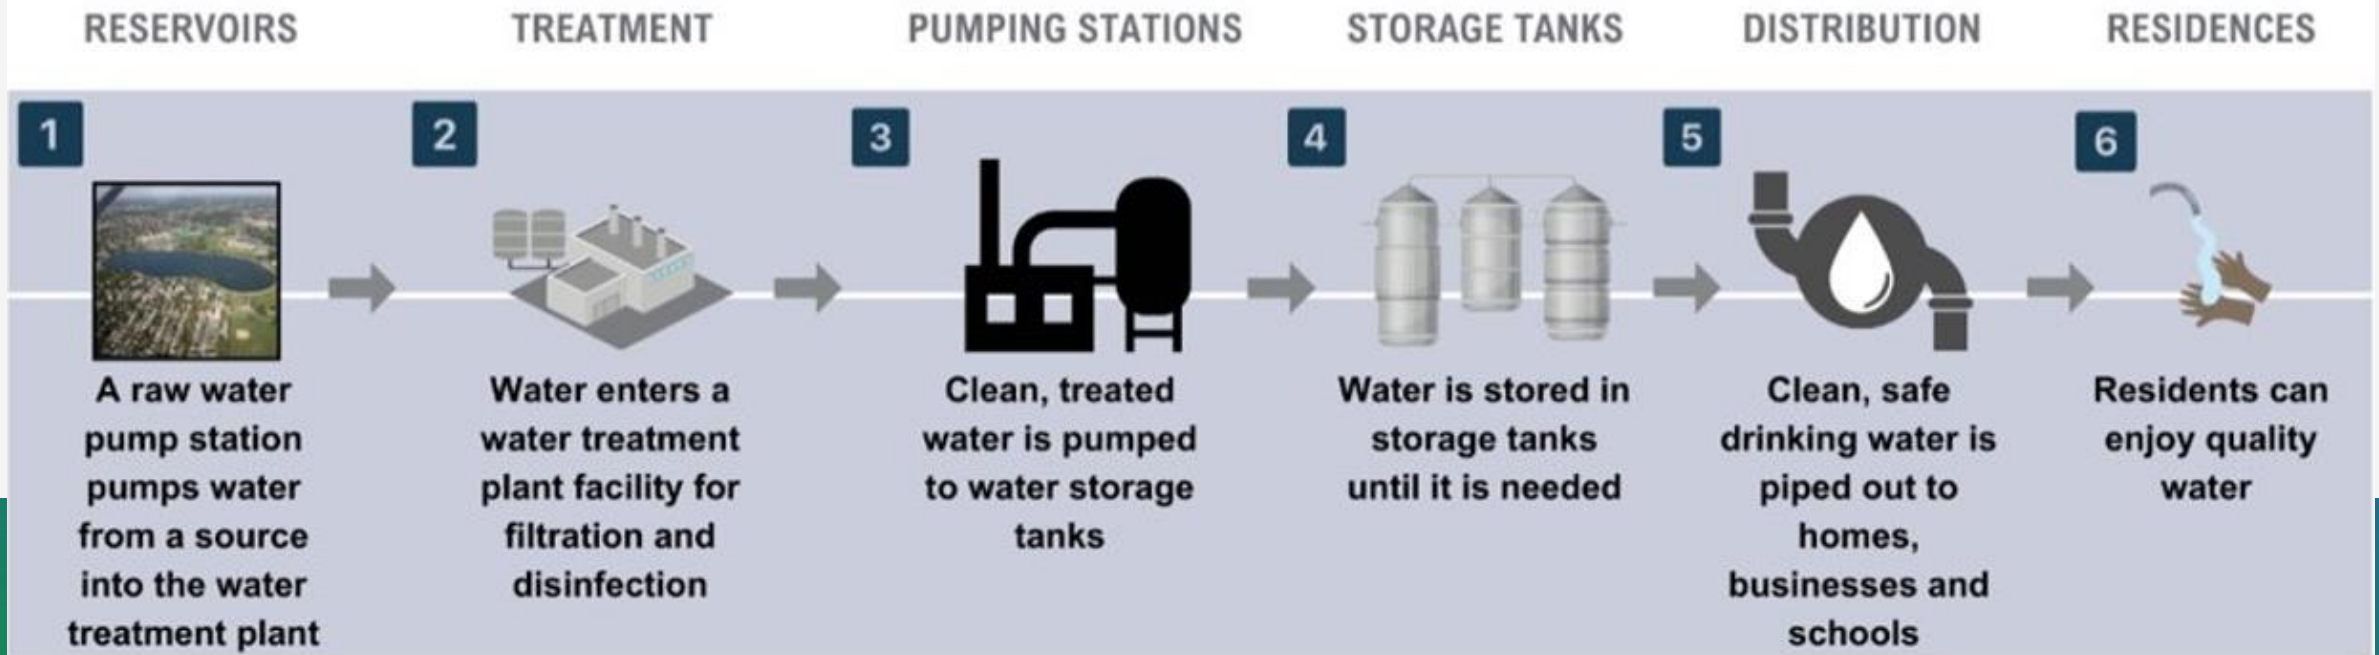 RESERVOIRS
TREATMENT
PUMPING STATIONS
STORAGE TANKS
DISTRIBUTION
RESIDENCES
1
A raw water
pump station
pumps water
from a source
into the water
treatment plant
2
Water enters a
water treatment
plant facility for
filtration and
disinfection
3
Clean, treated
water is pumped
to water storage
tanks
4
Water is stored in
storage tanks
until it is needed
5
Clean, safe
drinking water is
piped out to
homes,
businesses and
schools
6
Residents can
enjoy quality
water